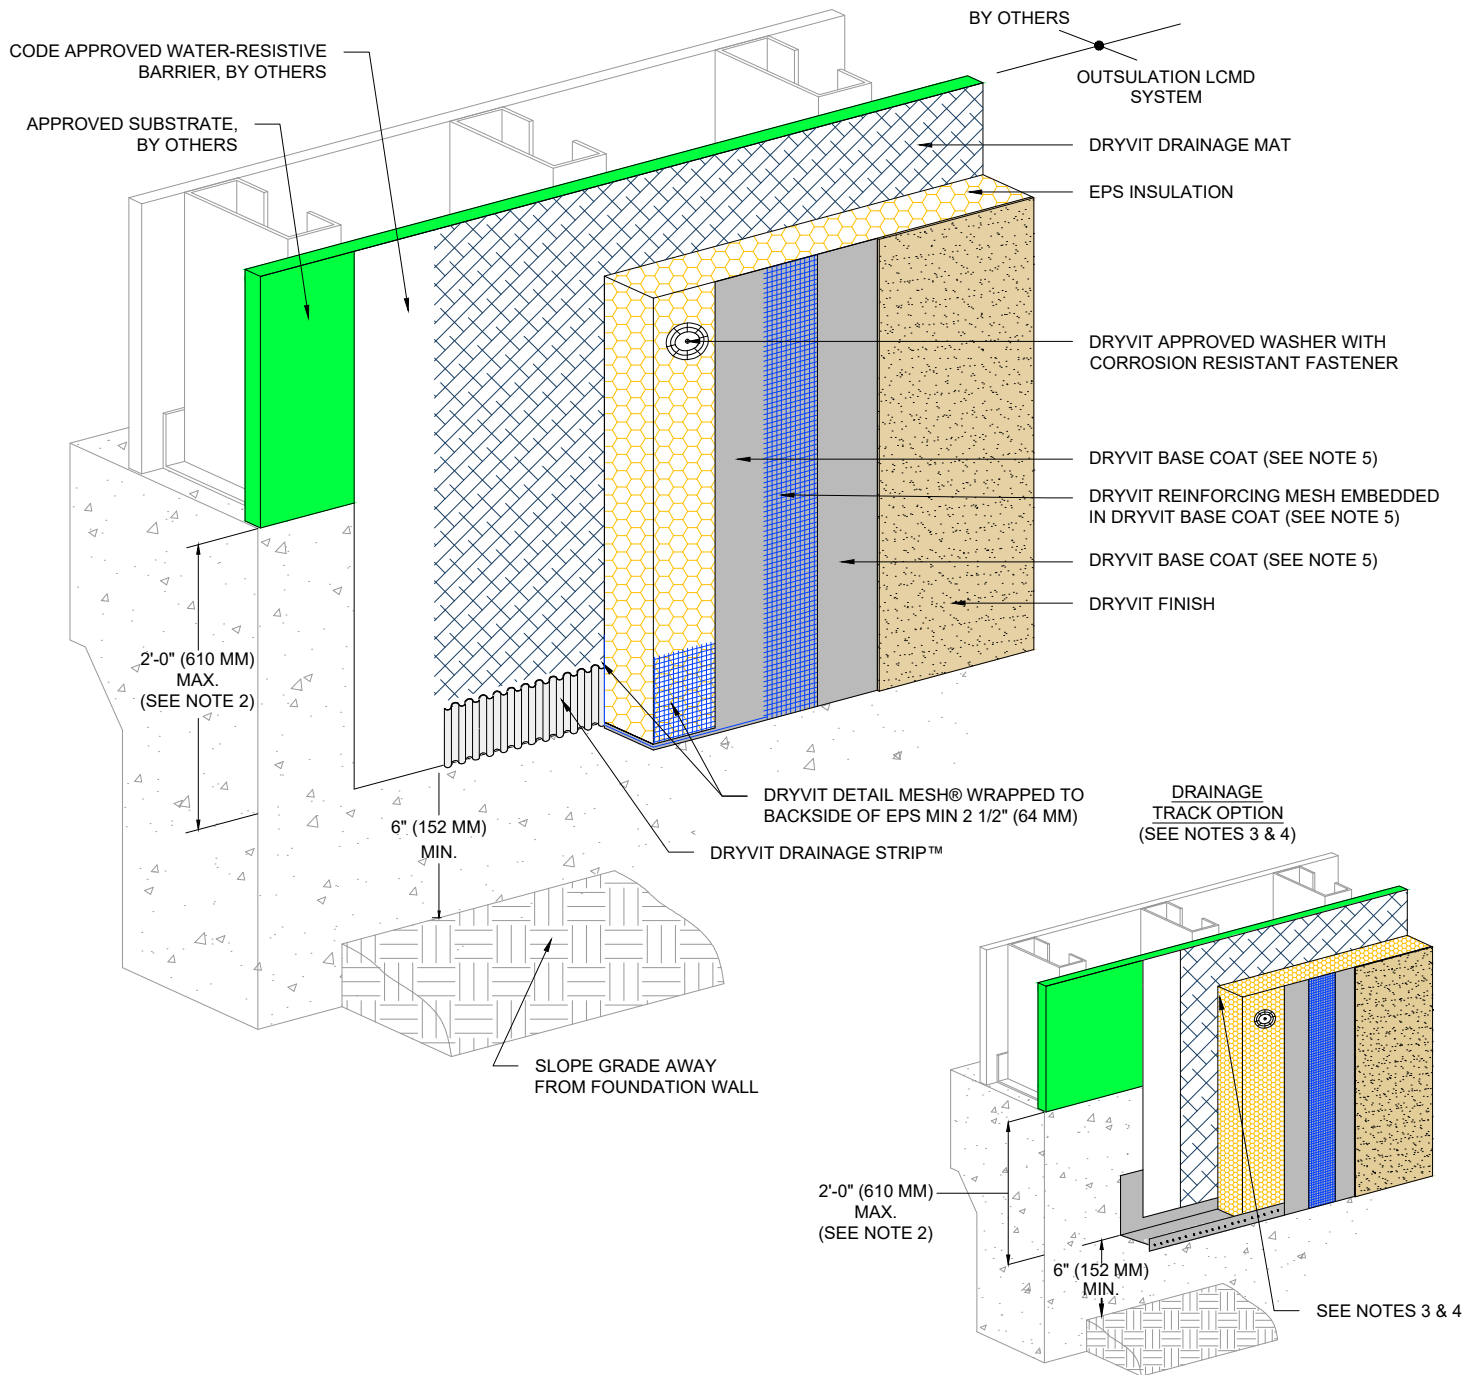 BY OTHERS
OUTSULATION LCMD
SYSTEM
CODE APPROVED WATER-RESISTIVE
BARRIER, BY OTHERS
APPROVED SUBSTRATE,
BY OTHERS
DRYVIT DRAINAGE MAT
EPS INSULATION
DRYVIT APPROVED WASHER WITH
CORROSION RESISTANT FASTENER
DRYVIT BASE COAT (SEE NOTE 5)
DRYVIT REINFORCING MESH EMBEDDED
IN DRYVIT BASE COAT (SEE NOTE 5)
DRYVIT BASE COAT (SEE NOTE 5)
DRYVIT FINISH
2'-0" (610 MM)
MAX.
(SEE NOTE 2)
DRYVIT DETAIL MESH® WRAPPED TO
BACKSIDE OF EPS MIN 2 1/2" (64 MM)
6" (152 MM)
MIN.
DRYVIT DRAINAGE STRIP™
SLOPE GRADE AWAY
FROM FOUNDATION WALL
DRAINAGE
TRACK OPTION
(SEE NOTES 3 & 4)
2'-0" (610 MM)
MAX.
(SEE NOTE 2)
6" (152 MM)
MIN.
SEE NOTES 3 & 4